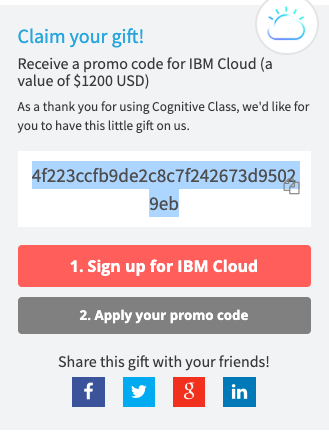 Claim your gift!
Receive a promo code for IBM Cloud (a
value of $1200 USD)
As a thank you for using Cognitive Class, we'd like for
you to have this little gift on us.
4f223ccfb9de2c8c7f242673d9502
9eb
1. Sign up for IBM Cloud
2. Apply your promo code
Share this gift with your friends!